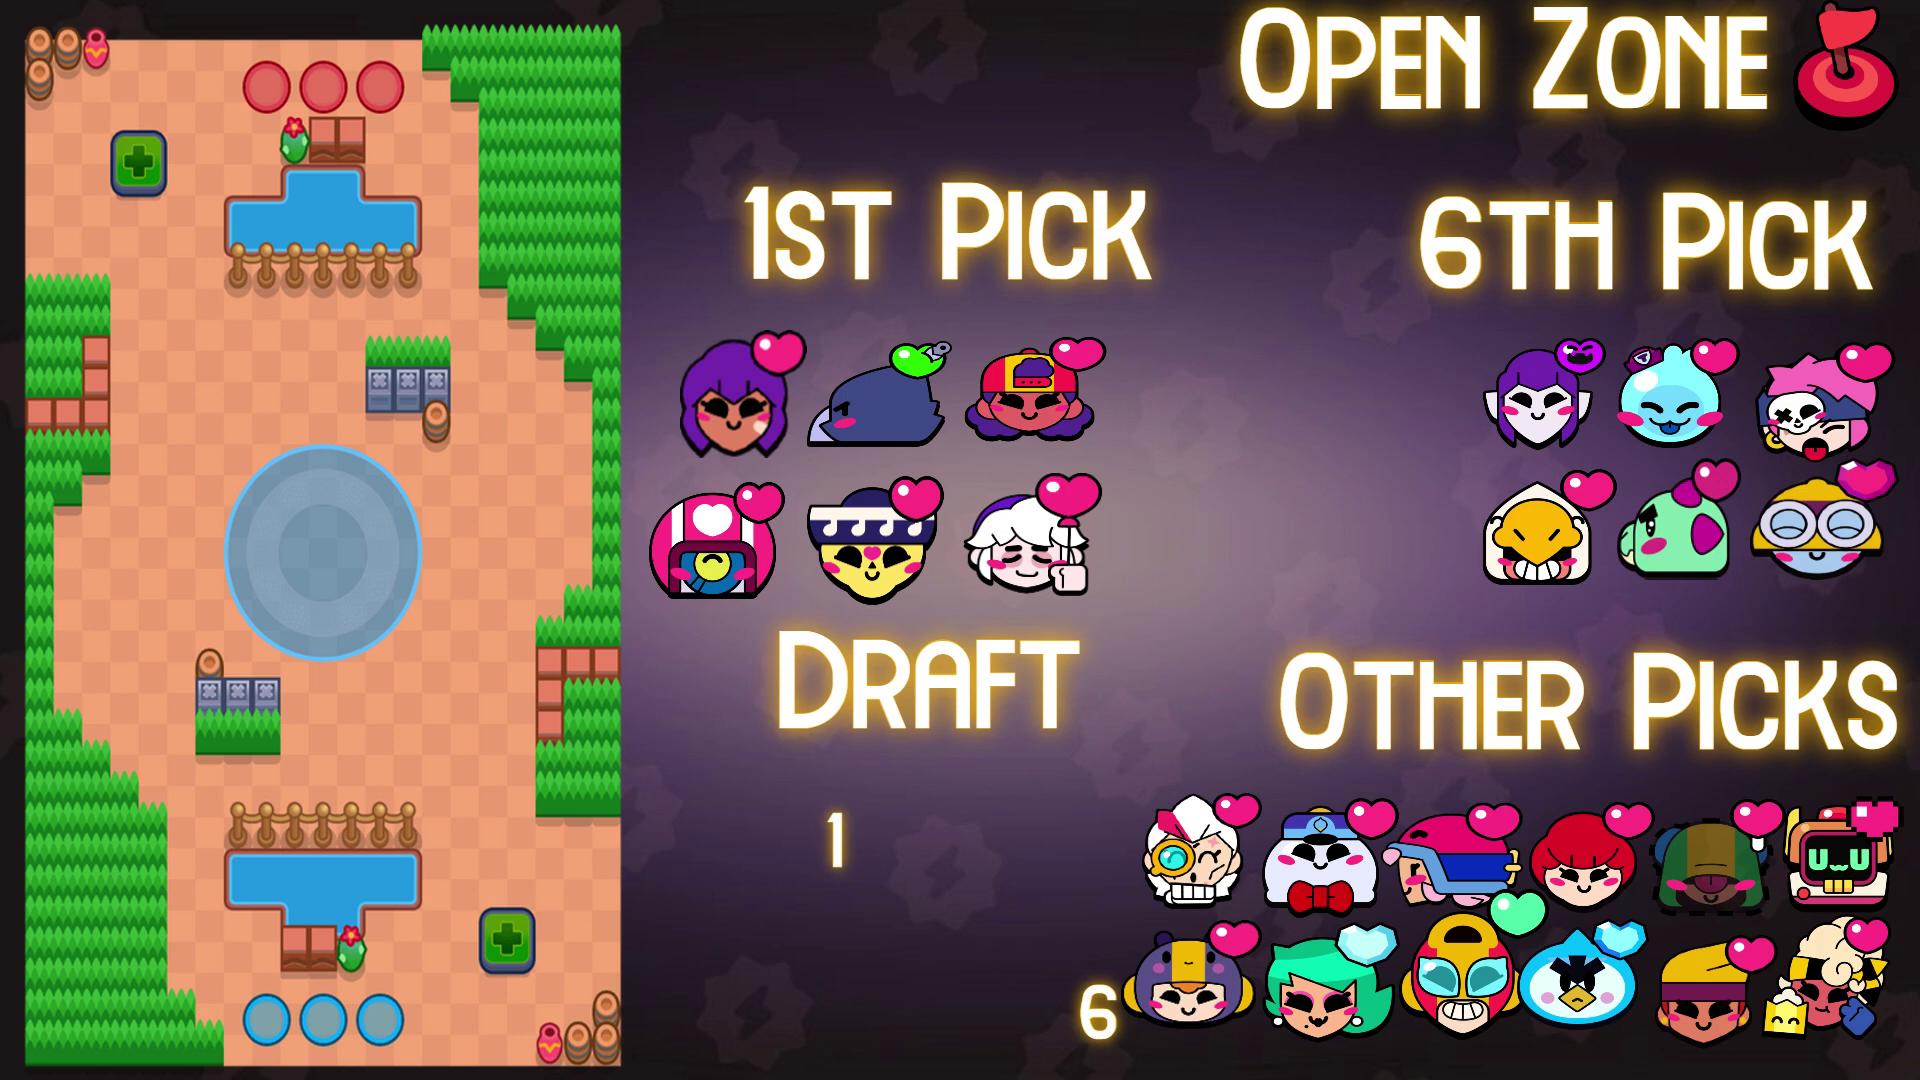 OPEN ZONE
1ST PICK
6TH PICK
DRAFT
OTHER PICKS
1
6